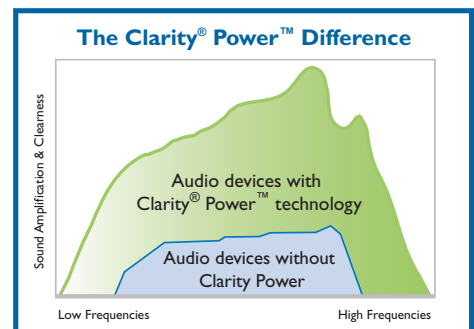 The Clarity® Power™ Difference
Sound Amplification & Clearness
Audio devices with
Clarity® Power™ technology
Audio devices without
Clarity Power
Low Frequencies
High Frequencies